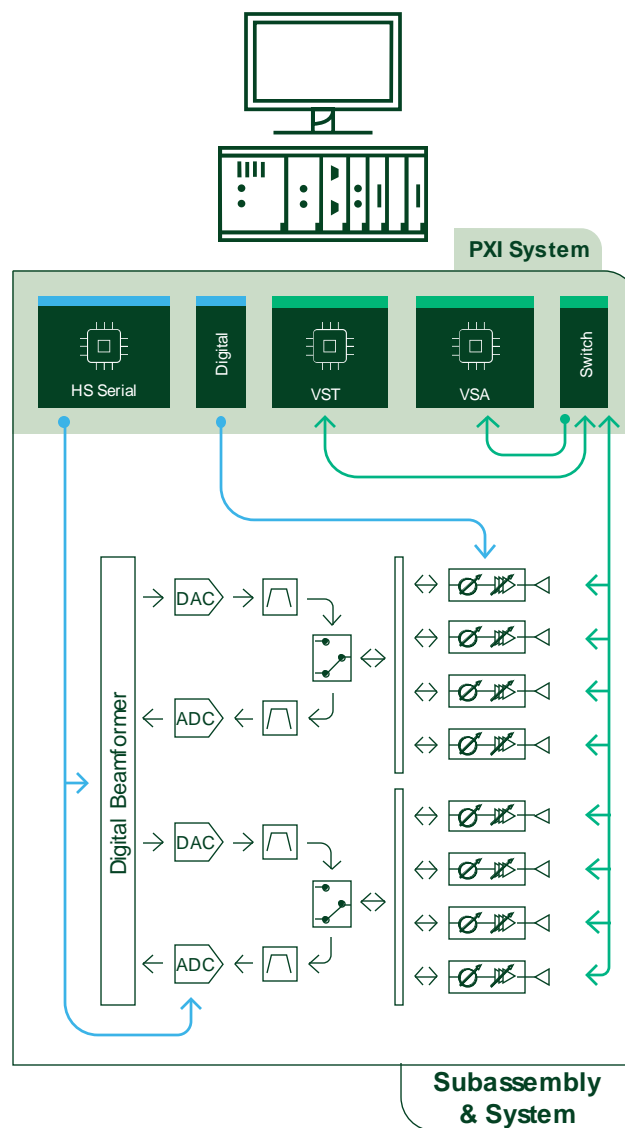 PXI System
HS Serial
Digital
VST
VSA
Switch
DAC
ADC
Digital Beamformer
DAC
ADC
Subassembly
& System